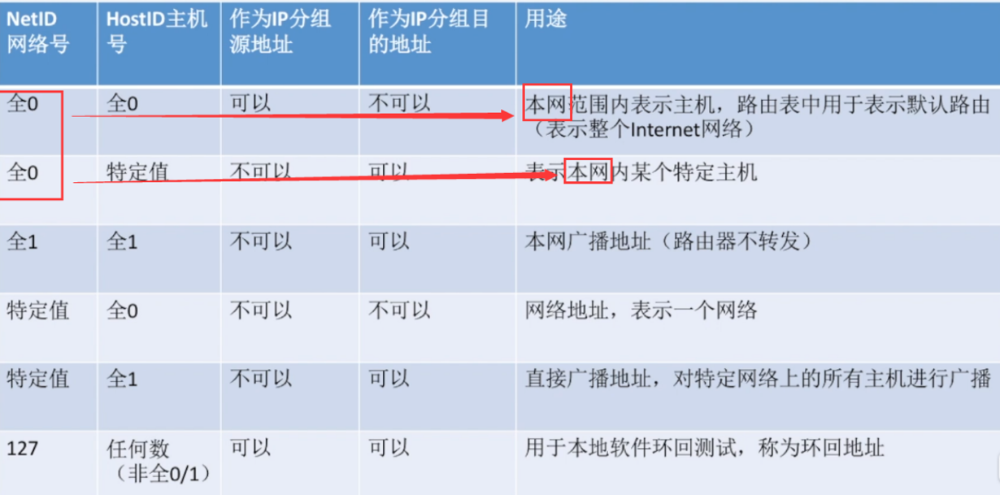 NetID
网络号
HostID主机
号
作为IP分组
源地址
作为IP分组目
的地址
用途
全0
全0
可以
不可以
本网范围内表示主机，路由表中用于表示默认路由
（表示整个Internet网络）
全0
特定值
不可以
可以
表示本网内某个特定主机
全1
全1
不可以
可以
本网广播地址（路由器不转发）
特定值
全0
不可以
不可以
网络地址，表示一个网络
特定值
全1
不可以
可以
直接广播地址，对特定网络上的所有主机进行广播
127
任何数
（非全0/1）
可以
可以
用于本地软件环回测试，称为环回地址